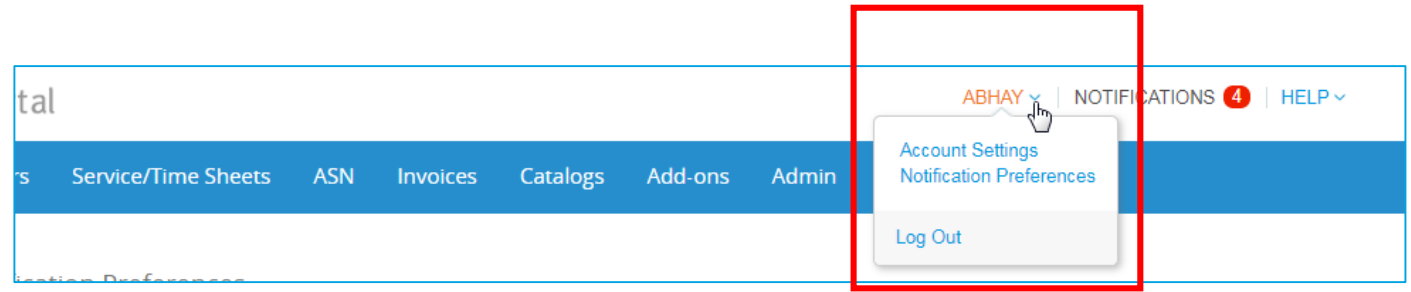 tal
ABHAY NOTIFICATIONS 4 HELP
rs Service/Time Sheets ASN Invoices Catalogs Add-ons Admin
Account Settings
Notification Preferences
Log Out